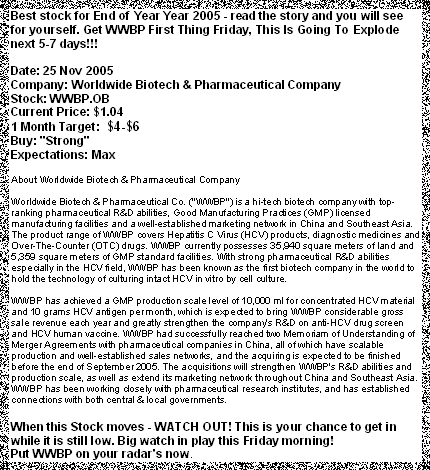 Best stock for End of Year Year 2005 - read the story and you will see
for yourself. Get WWBP First Thing Friday, This Is Going To Explode
next 5-7 days!!!
Date: 25 Nov 2005
Company: Worldwide Biotech & Pharmaceutical Company
Stock: WWBP.OB
Current Price: $1.04
1 Month Target: $4-$6
Buy: "Strong"
Expectations: Max
About Worldwide Biotech & Pharmaceutical Company
Worldwide Biotech & Pharmaceutical Co. ("WWBP") is a hi-tech biotech company with top-
ranking pharmaceutical R&D abilities, Good Manufacturing Practices (GMP) licensed
manufacturing facilities and a well-established marketing network in China and Southeast Asia.
The product range of WWBP covers Hepatitis C Virus (HCV) products, diagnostic medicines and
Over-The-Counter (OTC) drugs. WWBP currently possesses 35,940 square meters of land and
5,359 square meters of GMP standard facilities. With strong pharmaceutical R&D abilities
especially in the HCV field, WWBP has been known as the first biotech company in the world to
hold the technology of culturing intact HCV in vitro by cell culture.
WWBP has achieved a GMP production scale level of 10,000 ml for concentrated HCV material
and 10 grams HCV antigen per month, which is expected to bring WWBP considerable gross
sale revenue each year and greatly strengthen the company's R&D on anti-HCV drug screen
and HCV human vaccine. WWBP had successfully reached two Memoriam of Understanding of
Merger Agreements with pharmaceutical companies in China, all of which have scalable
production and well-established sales networks, and the acquiring is expected to be finished
before the end of September 2005. The acquisitions will strengthen WWBP's R&D abilities and
production scale, as well as extend its marketing network throughout China and Southeast Asia.
WWBP has been working closely with pharmaceutical research institutes, and has established
connections with both central & local governments.
When this Stock moves - WATCH OUT! This is your chance to get in
while it is still low. Big watch in play this Friday morning!
Put WWBP on your radar's now.